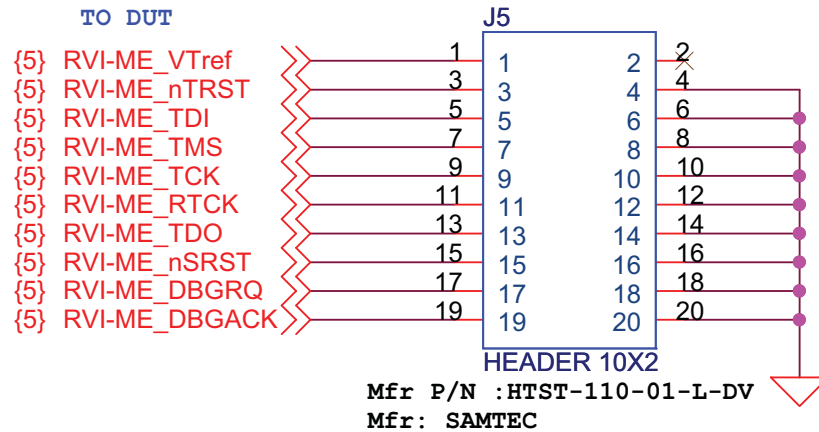 TO DUT
J5
{5} RVI-ME_VTref 1 1 2 2
{5} RVI-ME_nTRST 3 3 4 4
{5} RVI-ME_TDI 5 5 6 6
{5} RVI-ME_TMS 7 7 8 8
{5} RVI-ME_TCK 9 9 10 10
{5} RVI-ME_RTCK 11 11 12 12
{5} RVI-ME_TDO 13 13 14 14
{5} RVI-ME_nSRST 15 15 16 16
{5} RVI-ME_DBGRQ 17 17 18 18
{5} RVI-ME_DBGACK 19 19 20 20
HEADER 10X2
Mfr P/N :HTST-110-01-L-DV
Mfr: SAMTEC